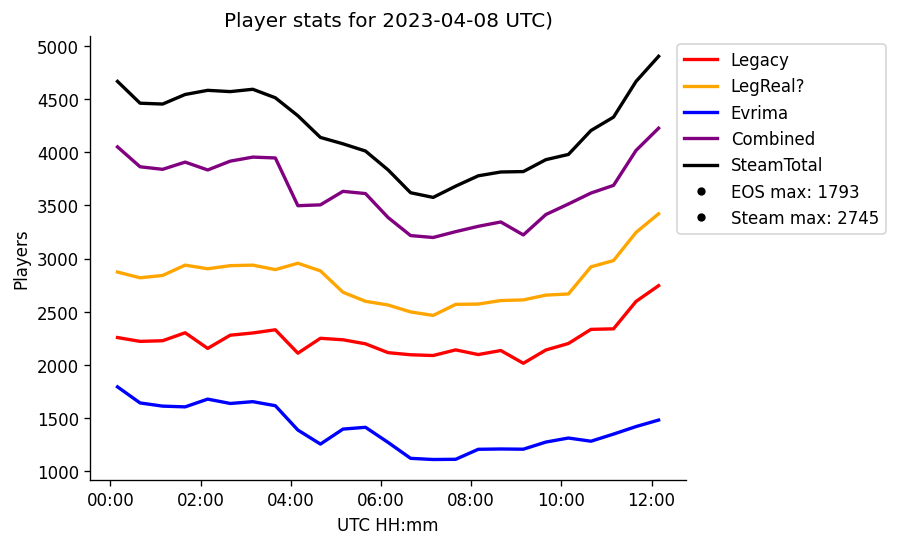 Player stats for 2023-04-08 UTC)
5000
4500
4000
3500
3000
2500
2000
1500
1000
Players
00:00 02:00 04:00 06:00 08:00 10:00 12:00
UTC HH:mm
Legacy
LegReal?
Evrima
Combined
SteamTotal
EOS max: 1793
Steam max: 2745